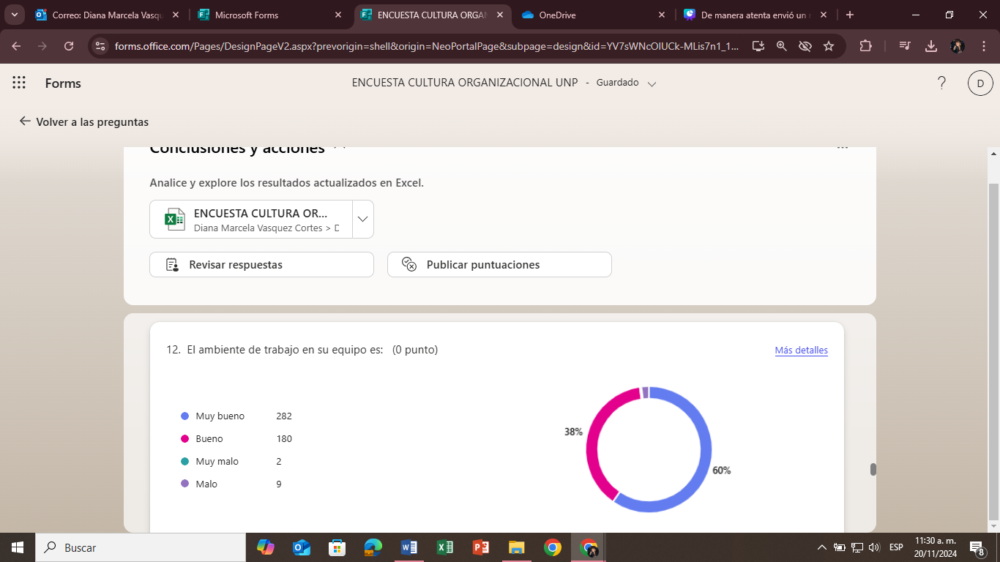 Correo: Diana Marcela Vasqu
Microsoft Forms
ENCUESTA CULTURA ORGAN
OneDrive
De manera atenta envió un
forms.office.com/Pages/DesignPageV2.aspx?prevorigin=shell&origin=NeoPortalPage&subpage=design&id=YV7sWNcOlUCk-MLis7n1_1...
Forms
ENCUESTA CULTURA ORGANIZACIONAL UNP - Guardado
?
D
Volver a las preguntas
Conclusiones y acciones
Analice y explore los resultados actualizados en Excel.
ENCUESTA CULTURA OR...
Diana Marcela Vasquez Cortes > D
Revisar respuestas
Publicar puntuaciones
12. El ambiente de trabajo en su equipo es: (0 punto)
Más detalles
Muy bueno 282
Bueno 180
Muy malo 2
Malo 9
38%
60%
Buscar
ESP
11:30 a. m.
20/11/2024
8